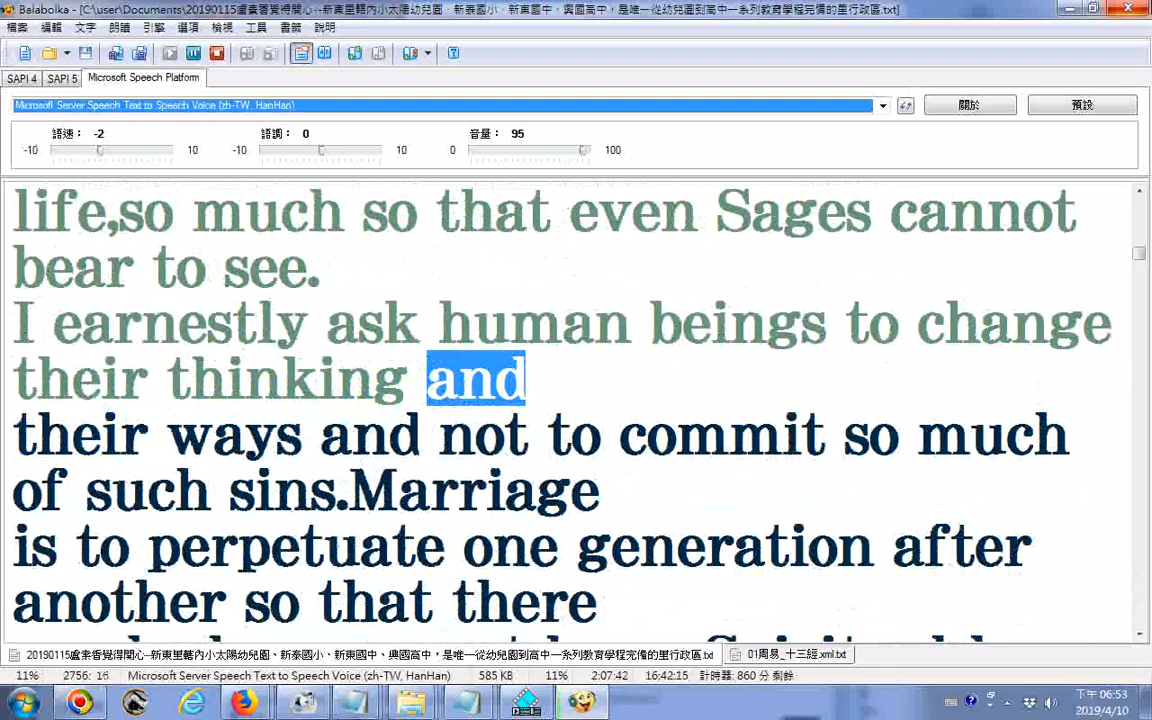 Balabolka - [C:\user\Documents\20190115盧素香覺得開心--新東里轄內小太陽幼兒園、新泰國小、新東國中、興國高中，是唯一從幼兒園到高中一系列教育學程完備的里行政區.txt]
檔案 編輯 文字 朗讀 引擎 選項 檢視 工具 書籤 說明
SAPI 4 SAPI 5 Microsoft Speech Platform
Microsoft Server Speech Text to Speech Voice (zh-TW, HanHan) 關於 預設
語速： -2 語調： 0 音量： 95
-10 10 -10 10 0 100
life,so much so that even Sages cannot
bear to see.
I earnestly ask human beings to change
their thinking and
their ways and not to commit so much
of such sins.Marriage
is to perpetuate one generation after
another so that there
20190115盧素香覺得開心--新東里轄內小太陽幼兒園、新泰國小、新東國中、興國高中，是唯一從幼兒園到高中一系列教育學程完備的里行政區.txt 01周易_十三經.xml.txt
11% 2756: 16 Microsoft Server Speech Text to Speech Voice (zh-TW, HanHan) 585 KB 11% 2:07:42 16:42:15 計時器: 860 分 剩餘
下午 06:53
2019/4/10